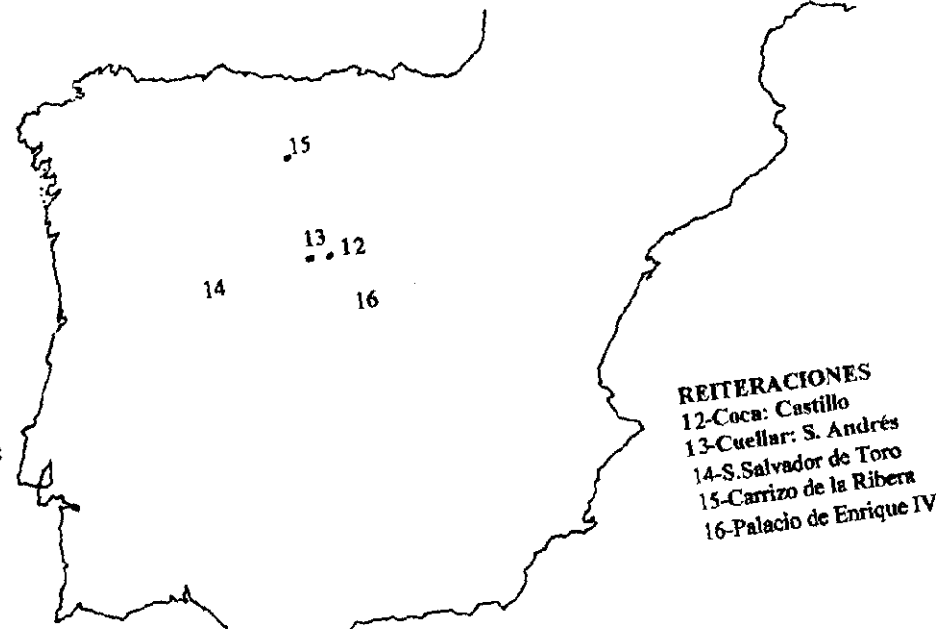 15
13 12
14
16
REITERACIONES
12-Coca: Castillo
13-Cuellar: S. Andrés
14-S.Salvador de Toro
15-Carrizo de la Ribera
16-Palacio de Enrique IV